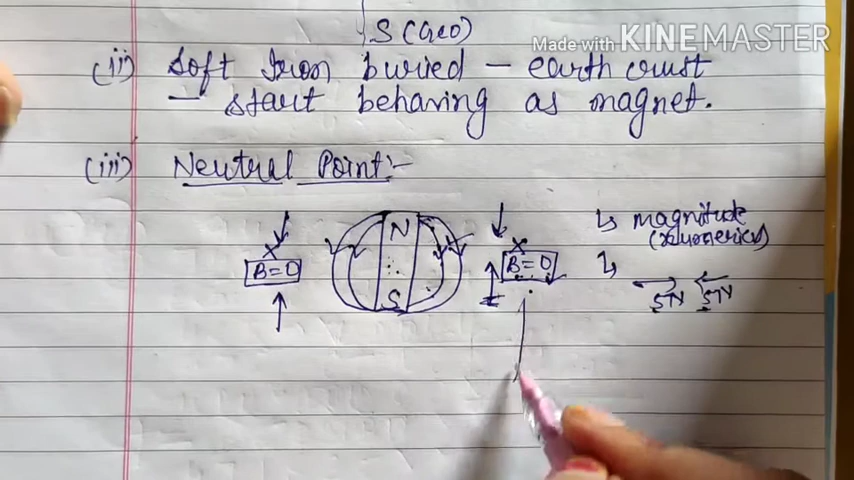 S (Geo)
Made with KINEMASTER
(ii) Soft Iron buried - earth crust
- start behaving as magnet.
(iii) Neutral Point:-
N
B=0
S
B=0
↳ magnitude
(Numerics)
↳
S N S N